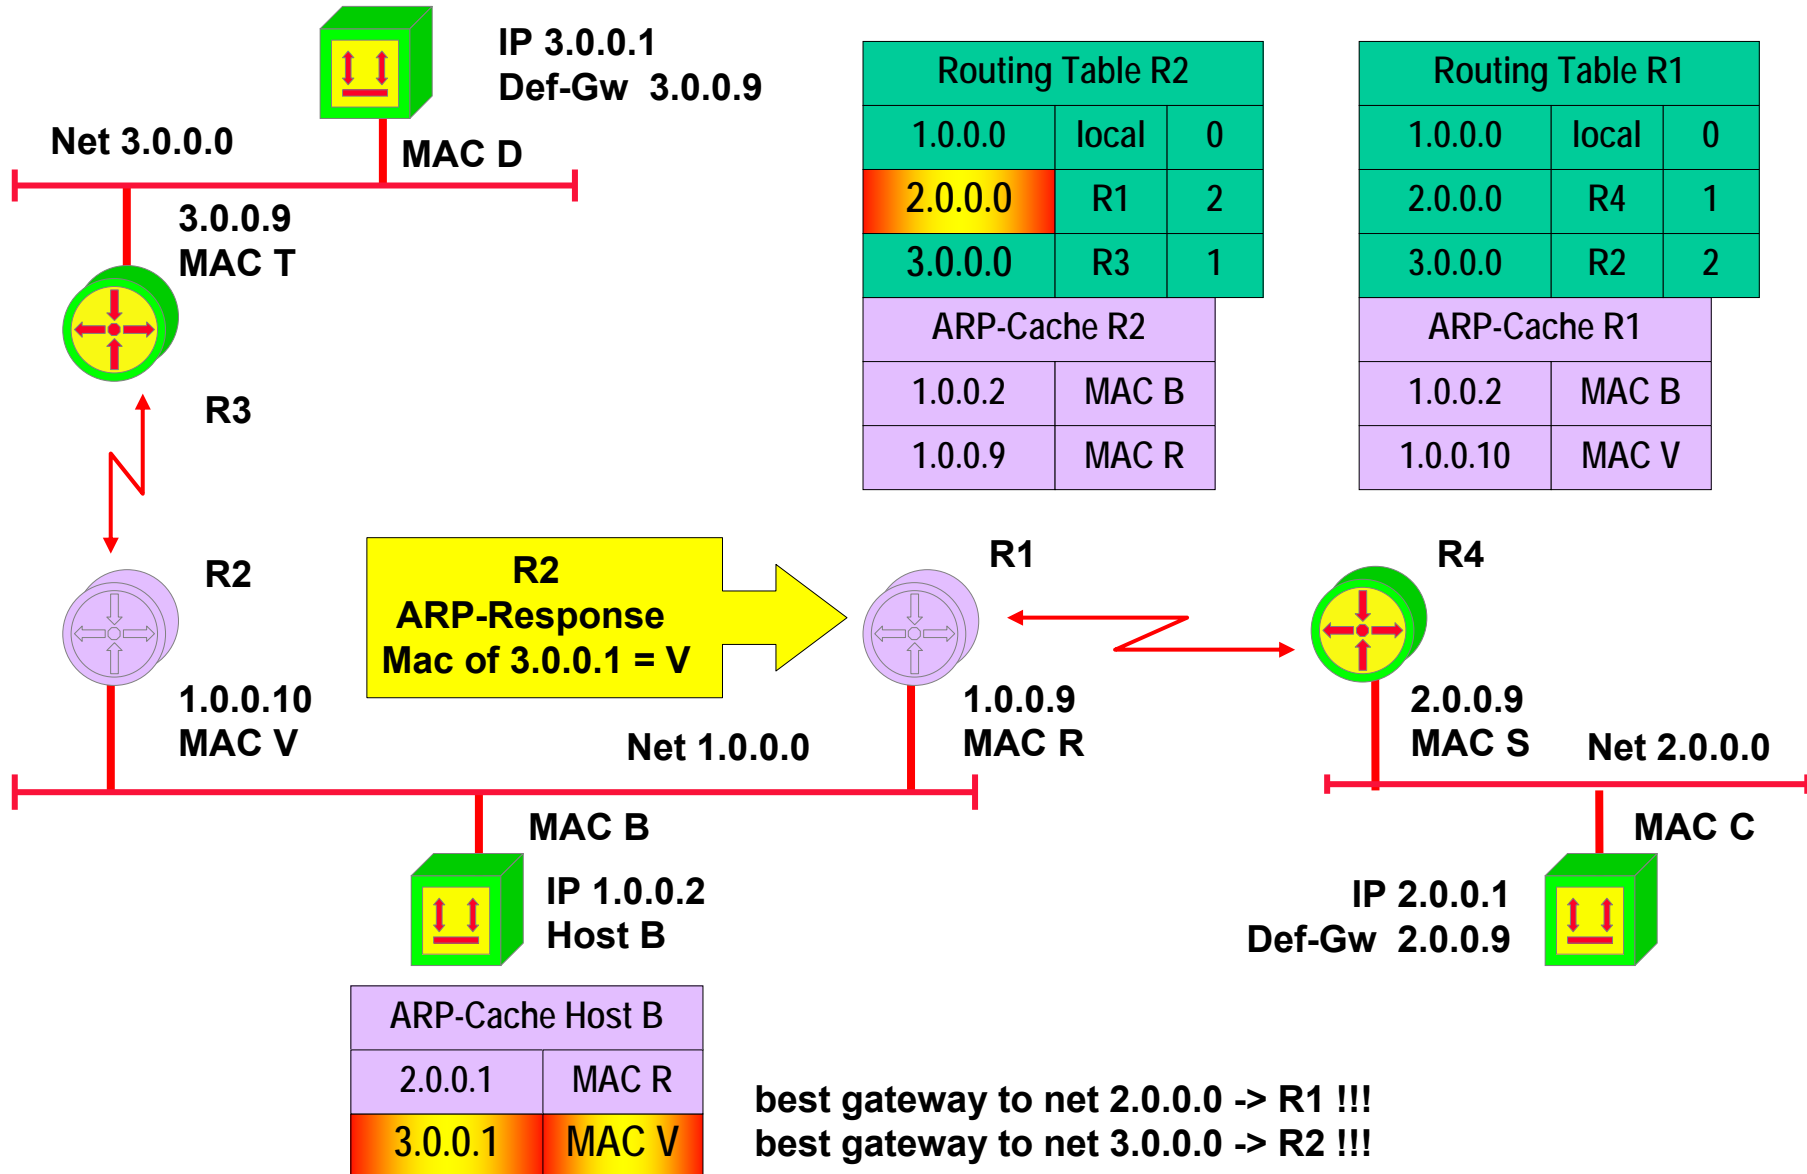 IP 3.0.0.1
Def-Gw 3.0.0.9
Net 3.0.0.0
MAC D
3.0.0.9
MAC T
R3
R2
1.0.0.10
MAC V
Routing Table R2
1.0.0.0 local 0
2.0.0.0 R1 2
3.0.0.0 R3 1
ARP-Cache R2
1.0.0.2 MAC B
1.0.0.9 MAC R
Routing Table R1
1.0.0.0 local 0
2.0.0.0 R4 1
3.0.0.0 R2 2
ARP-Cache R1
1.0.0.2 MAC B
1.0.0.10 MAC V
R2
ARP-Response
Mac of 3.0.0.1 = V
R1
1.0.0.9
MAC R
Net 1.0.0.0
R4
2.0.0.9
MAC S
Net 2.0.0.0
MAC B
IP 1.0.0.2
Host B
MAC C
IP 2.0.0.1
Def-Gw 2.0.0.9
ARP-Cache Host B
2.0.0.1 MAC R
3.0.0.1 MAC V
best gateway to net 2.0.0.0 -> R1 !!!
best gateway to net 3.0.0.0 -> R2 !!!